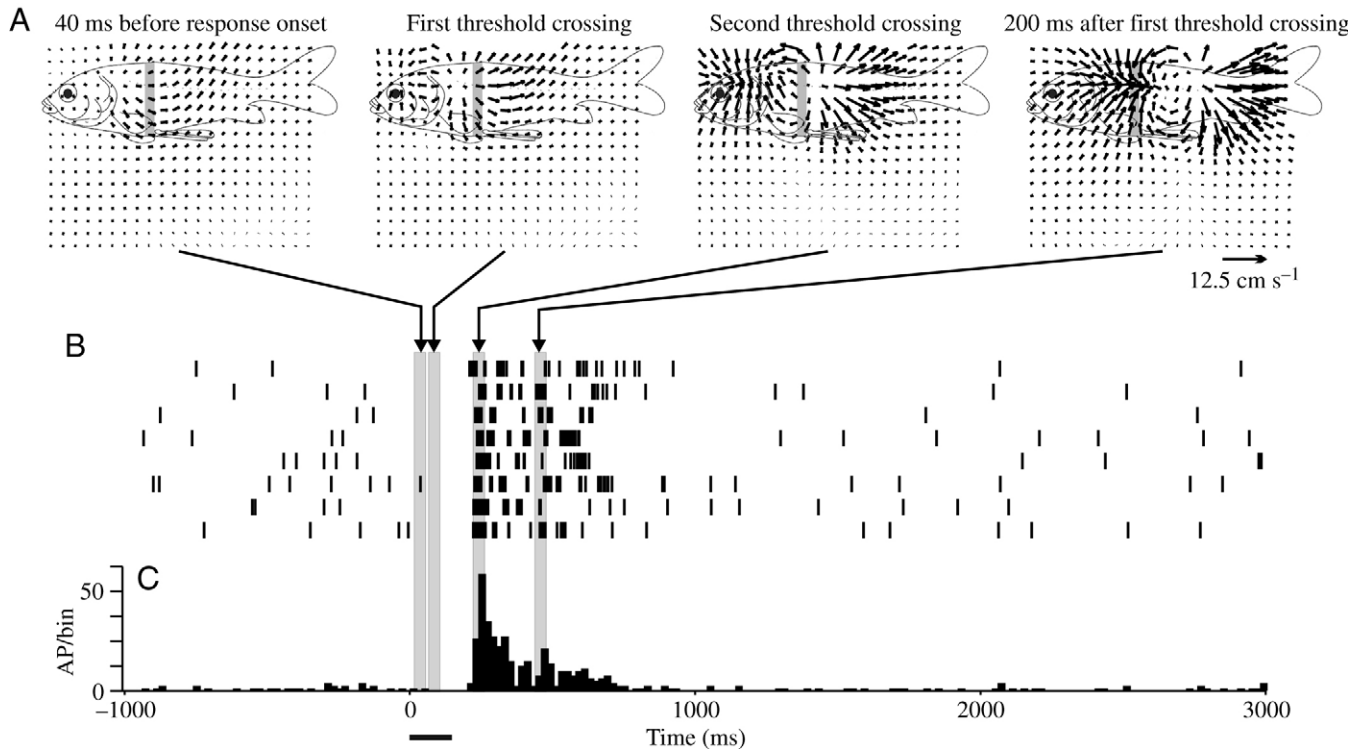 A
40 ms before response onset
First threshold crossing
Second threshold crossing
200 ms after first threshold crossing
12.5 cm s⁻¹
B
C
50
0
AP/bin
−1000
0
1000
2000
3000
Time (ms)